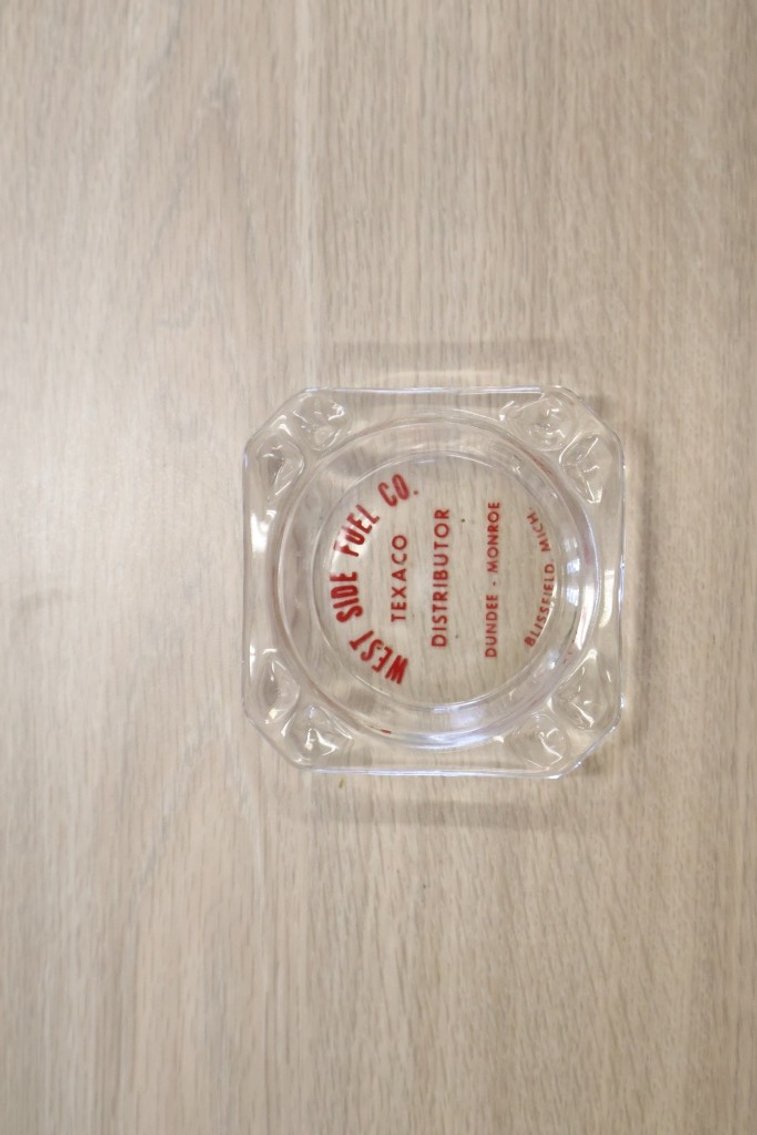 WEST SIDE FUEL CO.
TEXACO
DISTRIBUTOR
DUNDEE - MONROE
BLISSFIELD, MICH.